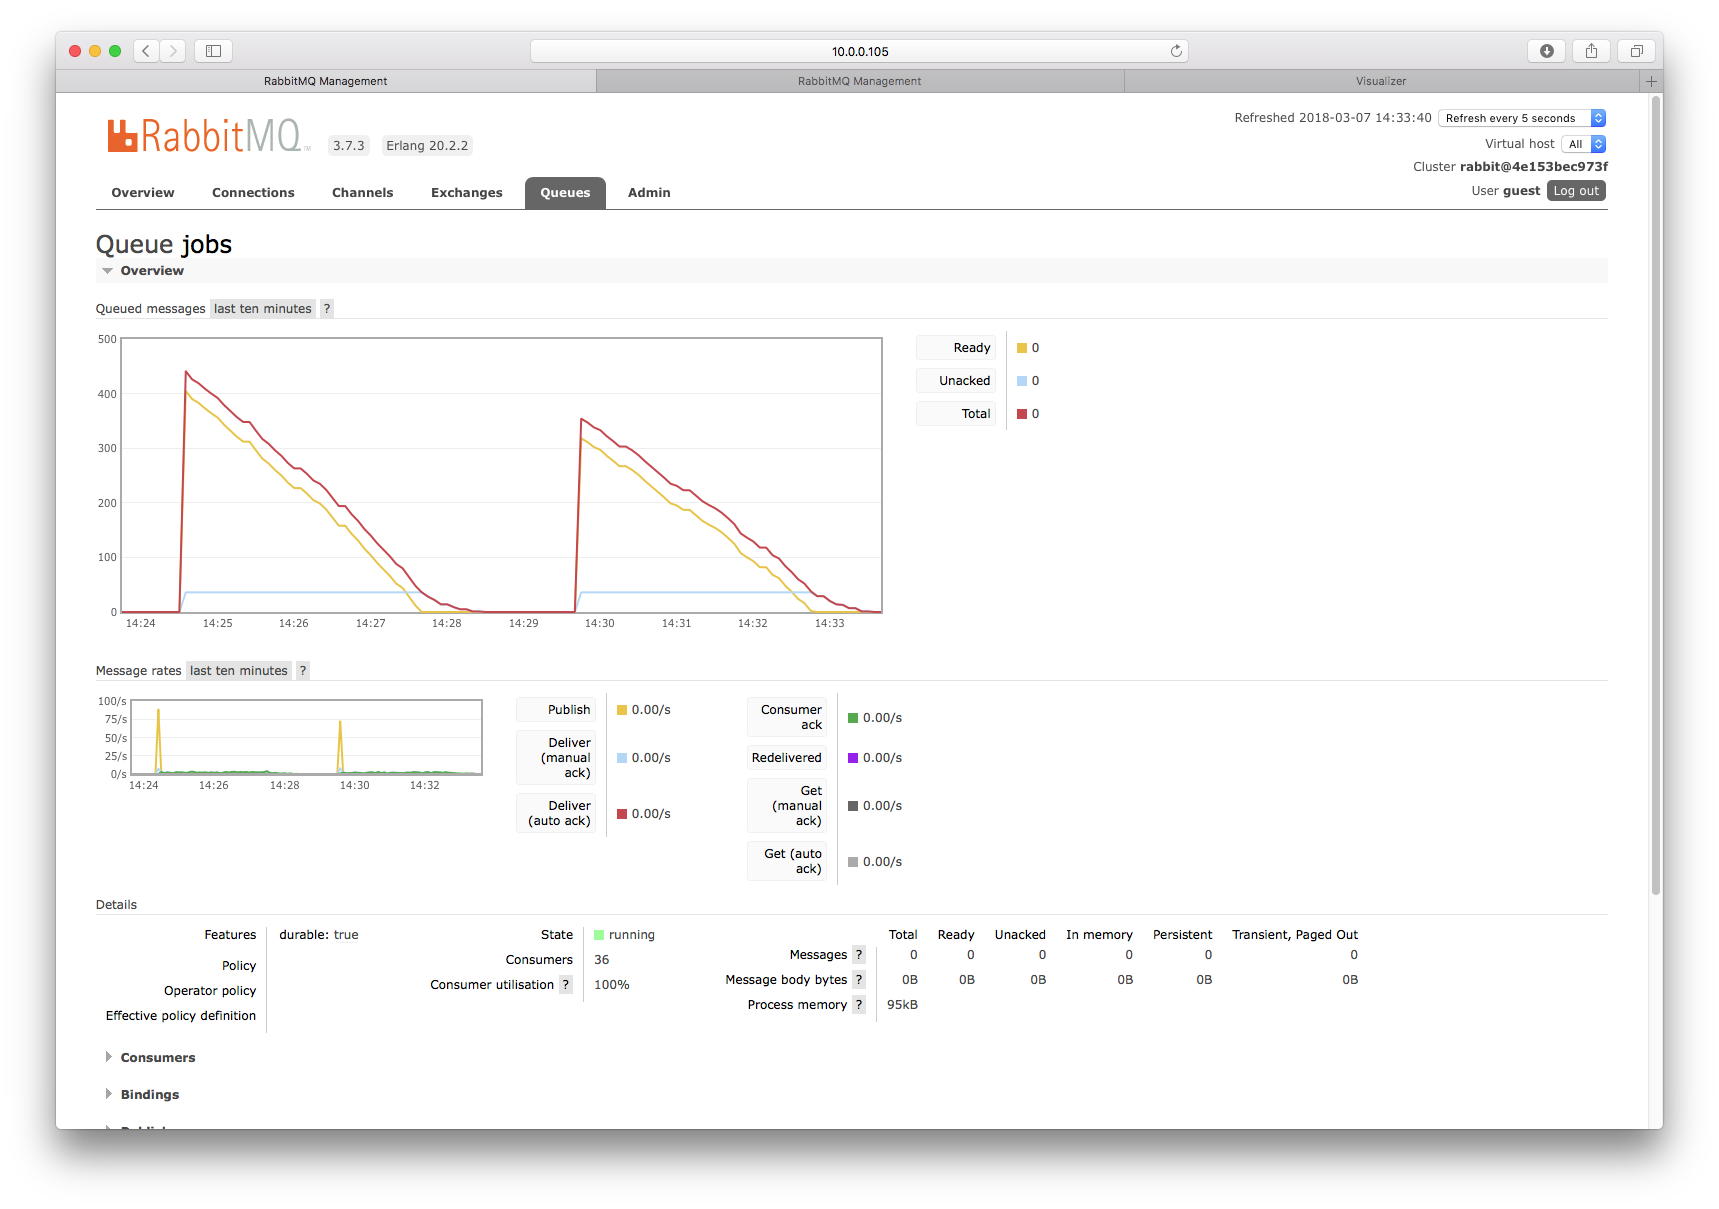 10.0.0.105
RabbitMQ Management RabbitMQ Management Visualizer
RabbitMQ™ 3.7.3 Erlang 20.2.2
Refreshed 2018-03-07 14:33:40 Refresh every 5 seconds
Virtual host All
Cluster rabbit@4e153bec973f
User guest Log out
Overview Connections Channels Exchanges Queues Admin
Queue jobs
Overview
Queued messages last ten minutes ?
500
400
300
200
100
0
14:24 14:25 14:26 14:27 14:28 14:29 14:30 14:31 14:32 14:33
Ready 0
Unacked 0
Total 0
Message rates last ten minutes ?
100/s
75/s
50/s
25/s
0/s
14:24 14:26 14:28 14:30 14:32
Publish 0.00/s
Deliver
(manual 0.00/s
ack)
Deliver
(auto ack) 0.00/s
Consumer
ack 0.00/s
Redelivered 0.00/s
Get
(manual 0.00/s
ack)
Get (auto
ack) 0.00/s
Details
Features durable: true
Policy
Operator policy
Effective policy definition
State running
Consumers 36
Consumer utilisation ? 100%
Total Ready Unacked In memory Persistent Transient, Paged Out
Messages ? 0 0 0 0 0 0
Message body bytes ? 0B 0B 0B 0B 0B 0B
Process memory ? 95kB
Consumers
Bindings